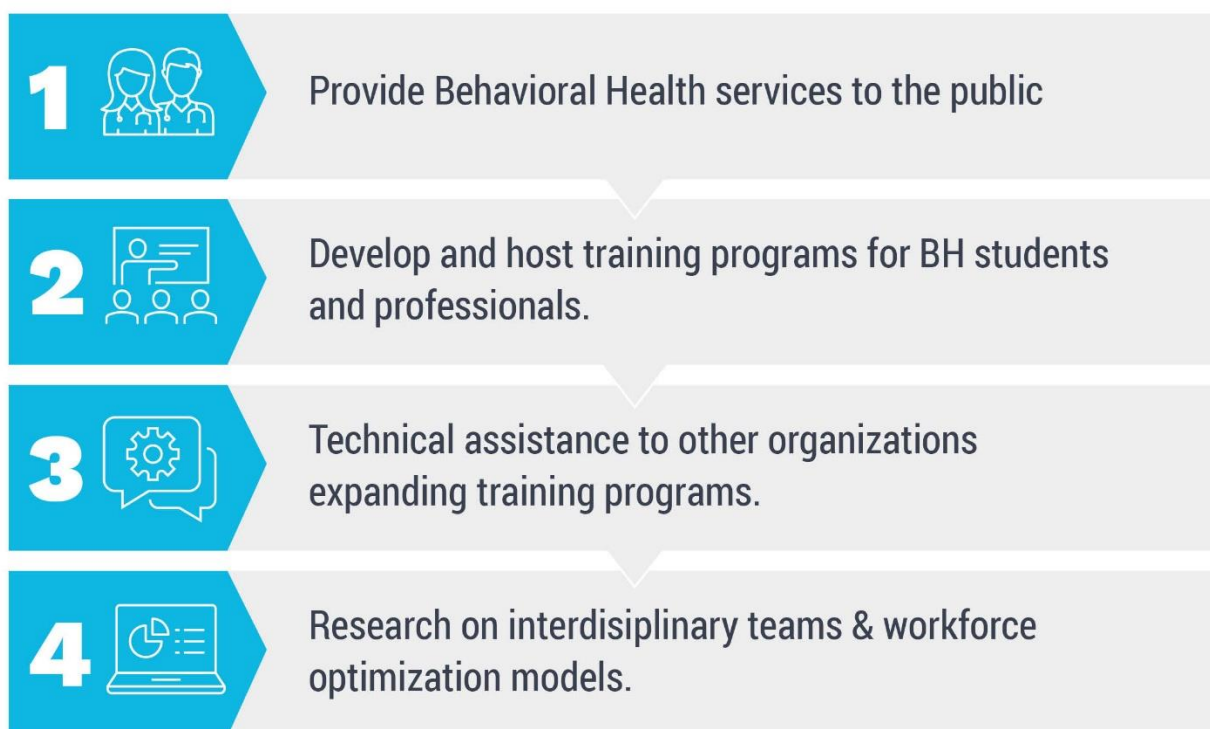 1
Provide Behavioral Health services to the public
2
Develop and host training programs for BH students
and professionals.
3
Technical assistance to other organizations
expanding training programs.
4
Research on interdisiplinary teams & workforce
optimization models.